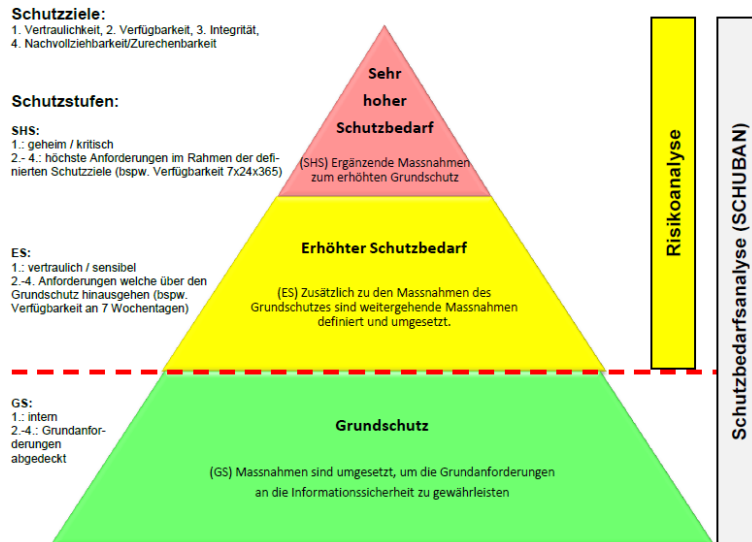 Schutzziele:
1. Vertraulichkeit, 2. Verfügbarkeit, 3. Integrität,
4. Nachvollziehbarkeit/Zurechenbarkeit
Schutzstufen:
SHS:
1.: geheim / kritisch
2.- 4.: höchste Anforderungen im Rahmen der defi-
nierten Schutzziele (bspw. Verfügbarkeit 7x24x365)
Sehr
hoher
Schutzbedarf
(SHS) Ergänzende Massnahmen
zum erhöhten Grundschutz
ES:
1.: vertraulich / sensibel
2.-4. Anforderungen welche über den
Grundschutz hinausgehen (bspw.
Verfügbarkeit an 7 Wochentagen)
Erhöhter Schutzbedarf
(ES) Zusätzlich zu den Massnahmen des
Grundschutzes sind weitergehende Massnahmen
definiert und umgesetzt.
GS:
1.: intern
2.-4.: Grundanfor-
derungen
abgedeckt
Grundschutz
(GS) Massnahmen sind umgesetzt, um die Grundanforderungen
an die Informationssicherheit zu gewährleisten
Risikoanalyse
Schutzbedarfsanalyse (SCHUBAN)